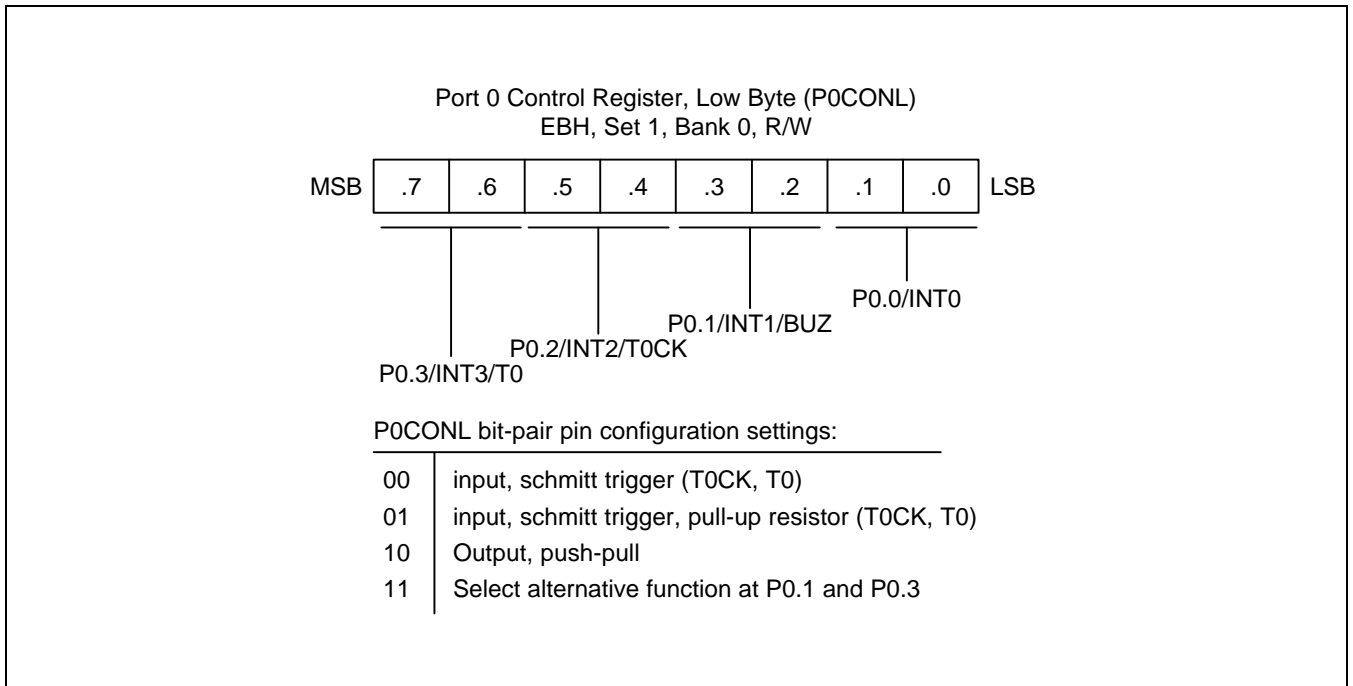 Port 0 Control Register, Low Byte (P0CONL)
EBH, Set 1, Bank 0, R/W
MSB .7 .6 .5 .4 .3 .2 .1 .0 LSB
P0.0/INT0
P0.1/INT1/BUZ
P0.2/INT2/T0CK
P0.3/INT3/T0
P0CONL bit-pair pin configuration settings:
00 input, schmitt trigger (T0CK, T0)
01 input, schmitt trigger, pull-up resistor (T0CK, T0)
10 Output, push-pull
11 Select alternative function at P0.1 and P0.3